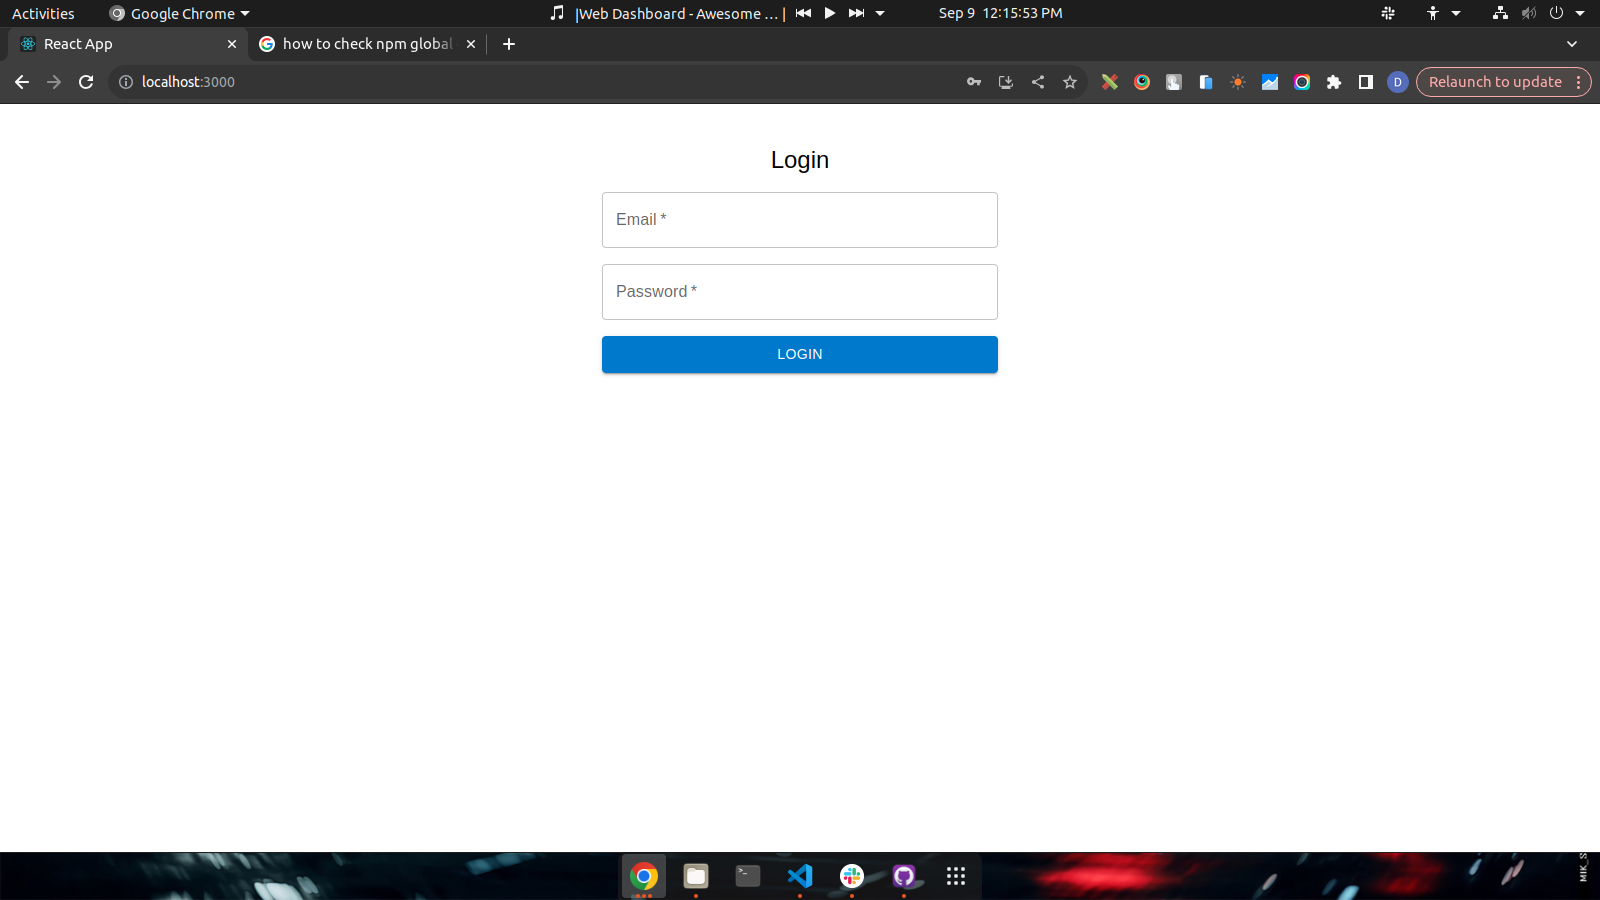 Activities
Google Chrome
|Web Dashboard - Awesome ... |
Sep 9 12:15:53 PM
React App
how to check npm global
localhost:3000
D
Relaunch to update
Login
Email *
Password *
LOGIN
MIK_S